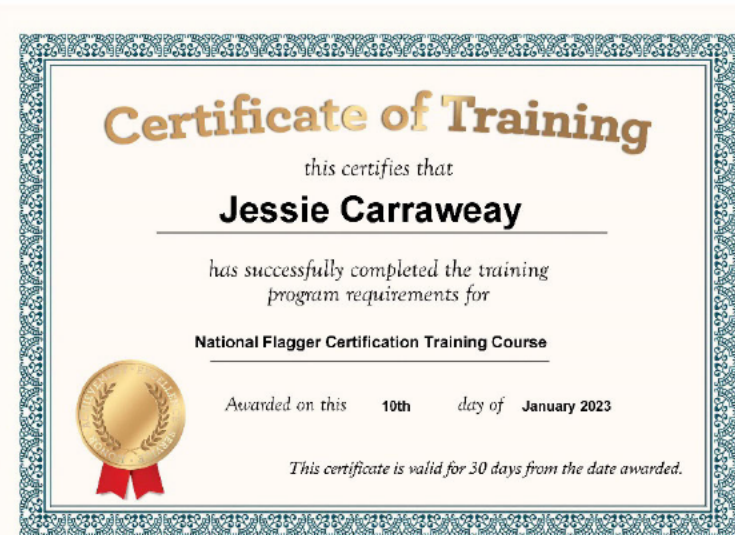 Certificate of Training
this certifies that
Jessie Carraweay
has successfully completed the training
program requirements for
National Flagger Certification Training Course
Awarded on this 10th day of January 2023
This certificate is valid for 30 days from the date awarded.